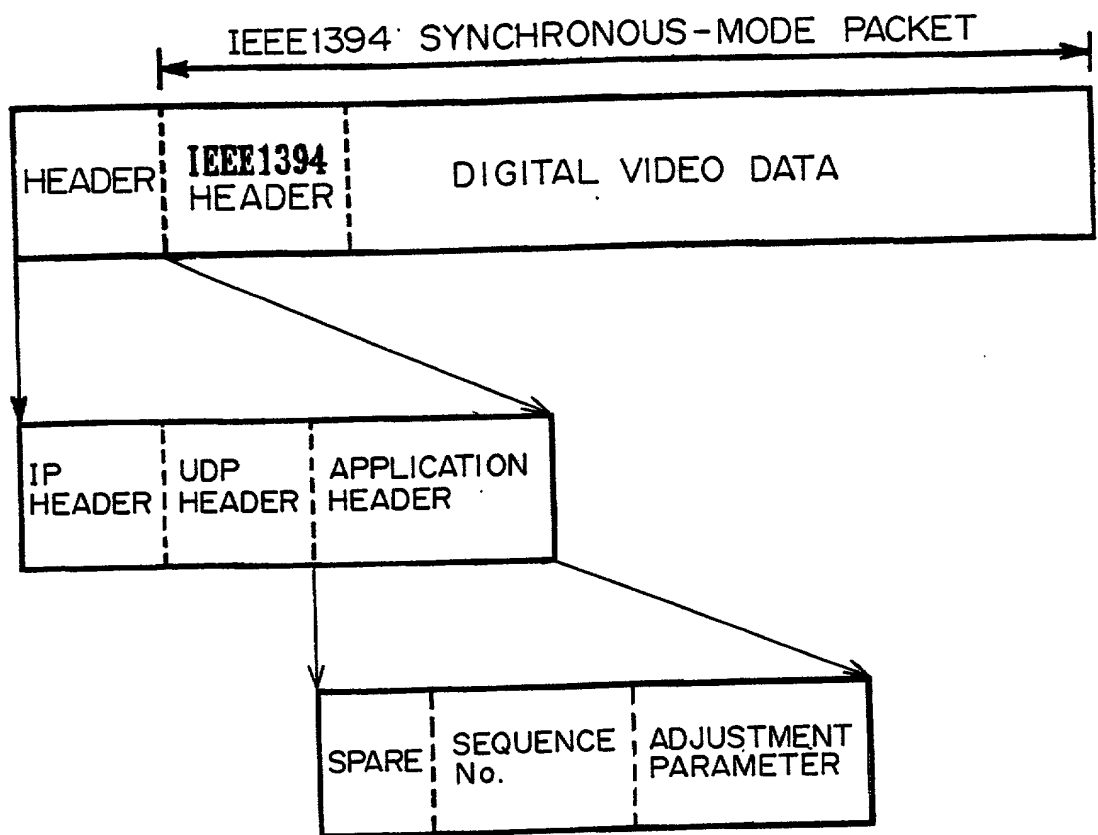 IEEE1394 SYNCHRONOUS-MODE PACKET
HEADER
IEEE1394
HEADER
DIGITAL VIDEO DATA
IP
HEADER
UDP
HEADER
APPLICATION
HEADER
SPARE
SEQUENCE
No.
ADJUSTMENT
PARAMETER